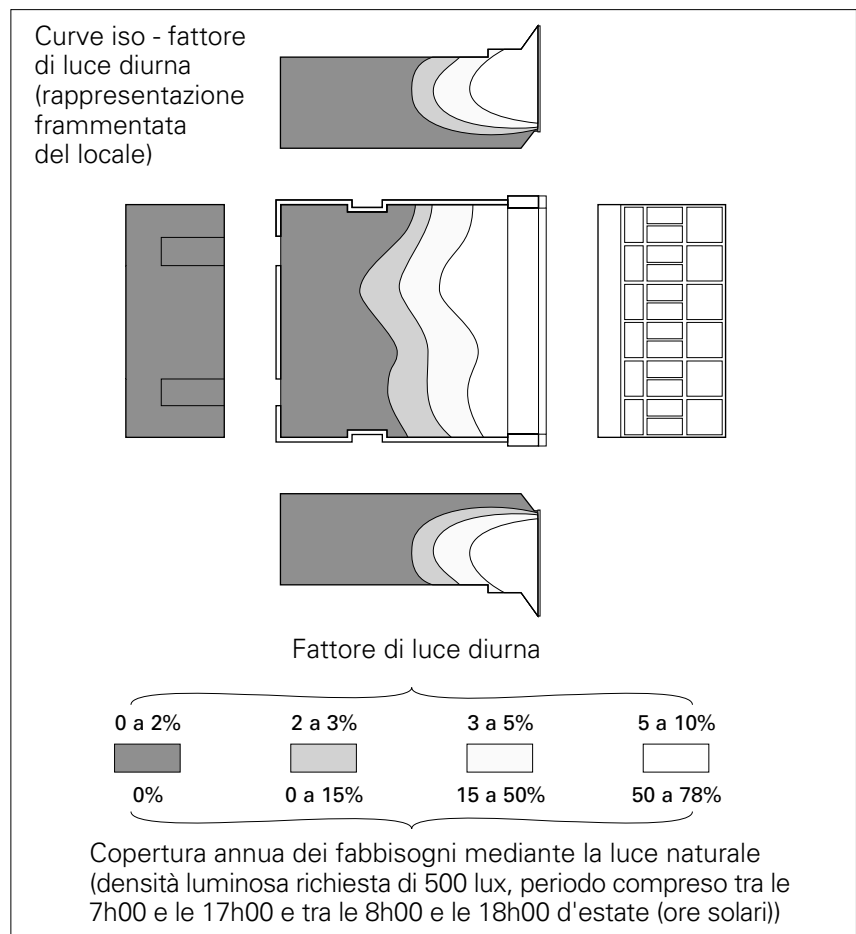 Curve iso - fattore
di luce diurna
(rappresentazione
frammentata
del locale)
Fattore di luce diurna
0 a 2% 2 a 3% 3 a 5% 5 a 10%
0% 0 a 15% 15 a 50% 50 a 78%
Copertura annua dei fabbisogni mediante la luce naturale
(densità luminosa richiesta di 500 lux, periodo compreso tra le
7h00 e le 17h00 e tra le 8h00 e le 18h00 d'estate (ore solari))